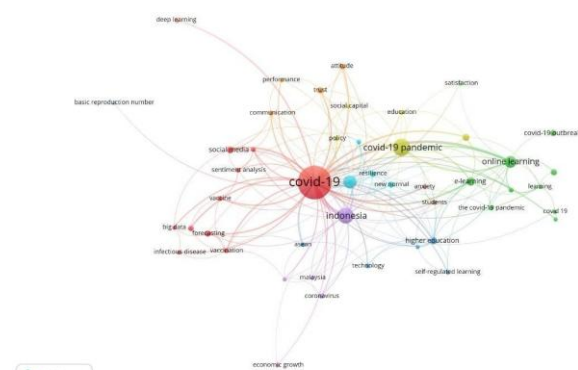 deep learning
attitude
performance
satisfaction
trust
basic reproduction number
social capital
communication
education
covid-19 outbreak
policy
social media
covid-19 pandemic
online learning
sentiment analysis
resilience
covid-19
new normal
anxiety
e-learning
learning
vaccine
students
the covid-19 pandemic
covid 19
indonesia
big data
forecasting
higher education
asean
infectious disease
vaccination
technology
self-regulated learning
malaysia
coronavirus
economic growth